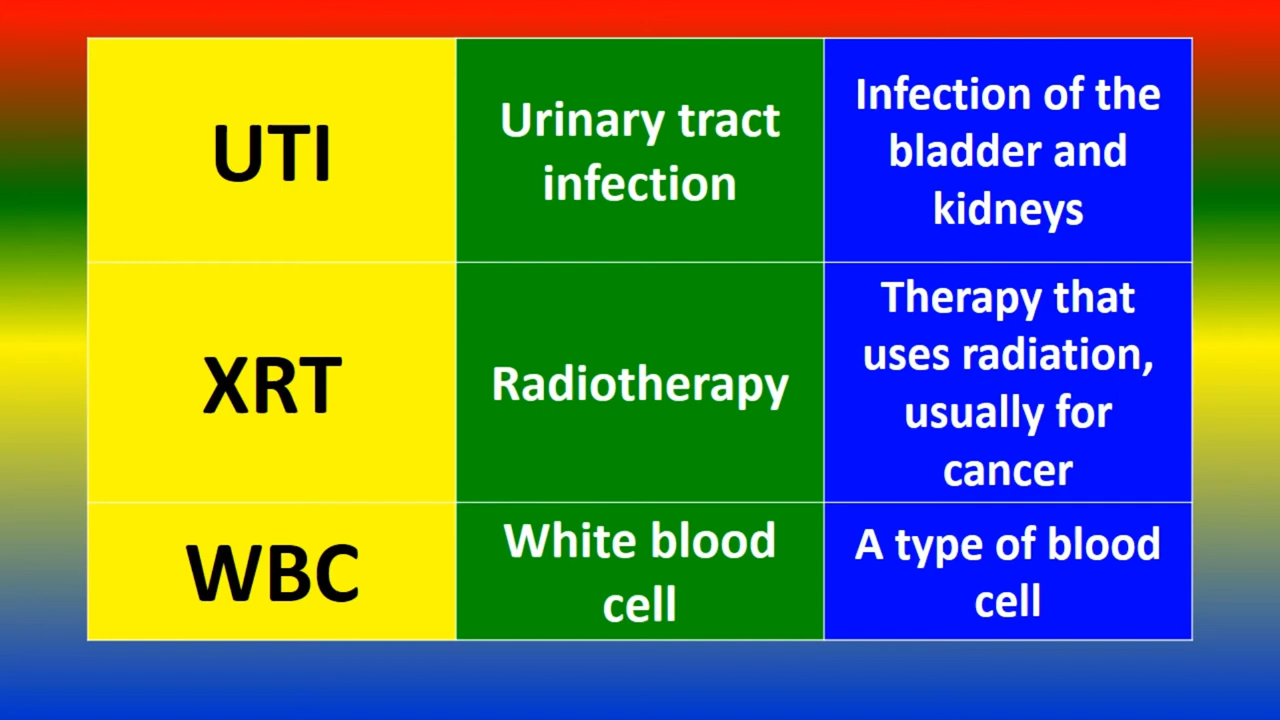 UTI
Urinary tract
infection
Infection of the
bladder and
kidneys
XRT
Radiotherapy
Therapy that
uses radiation,
usually for
cancer
WBC
White blood
cell
A type of blood
cell